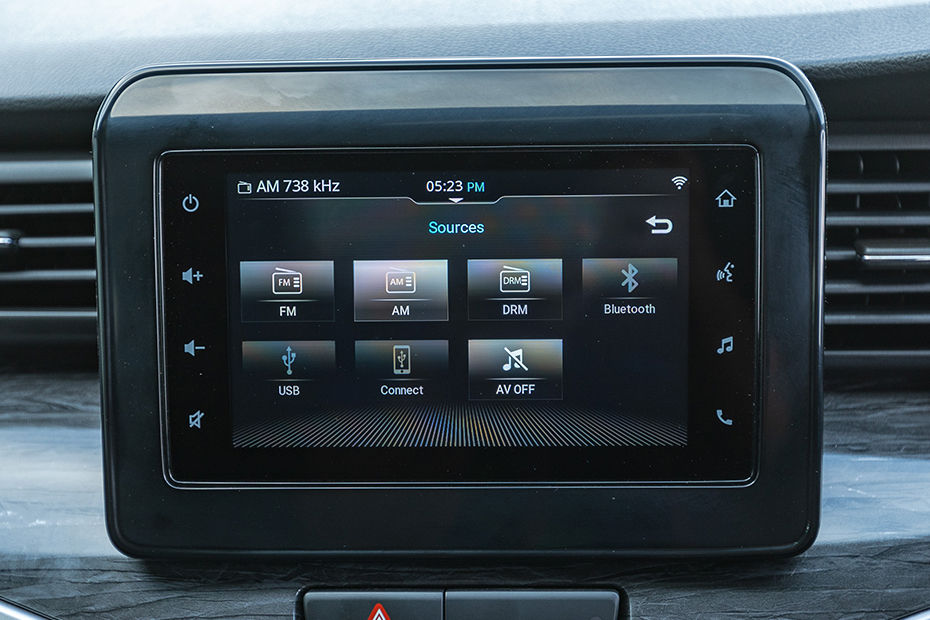 AM 738 kHz 05:23 PM
Sources
FM AM DRM
FM AM DRM Bluetooth
USB Connect AV OFF